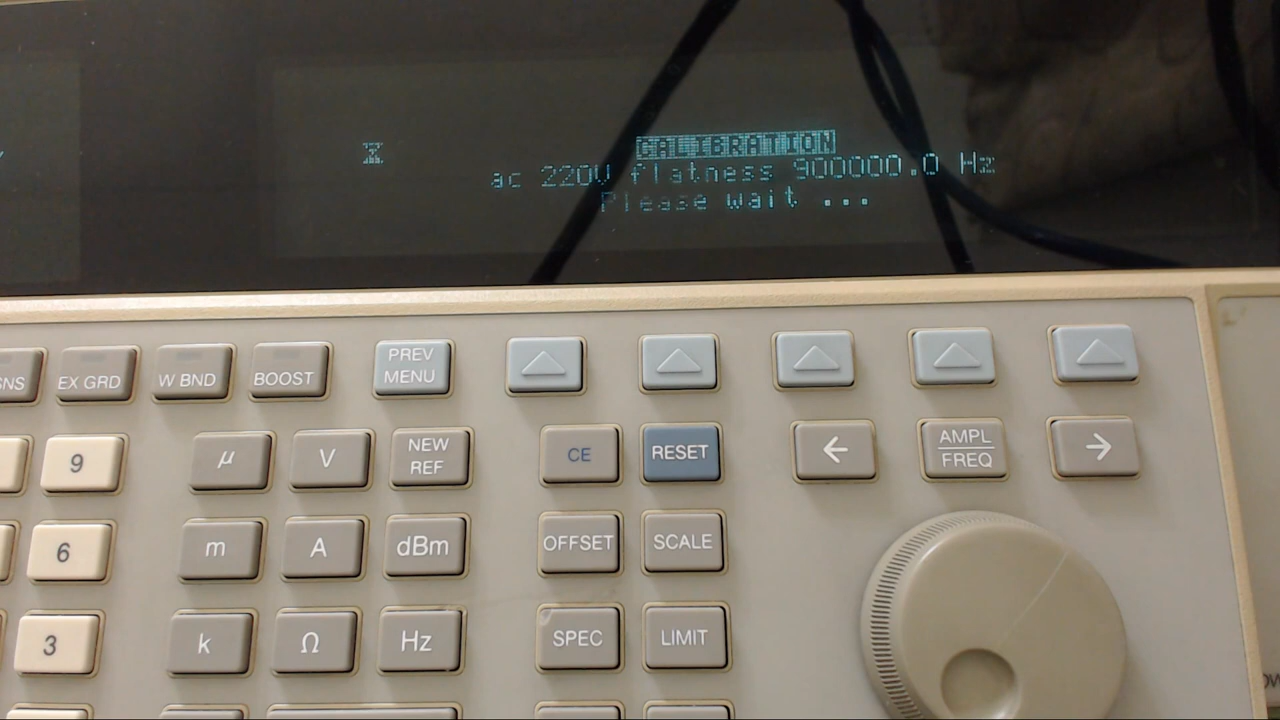 CALIBRATION
ac 220V flatness 900000.0 Hz
Please wait ...
EX GRD
W BND
BOOST
PREV
MENU
9
µ
V
NEW
REF
CE
RESET
←
AMPL
FREQ
→
6
m
A
dBm
OFFSET
SCALE
3
k
Ω
Hz
SPEC
LIMIT